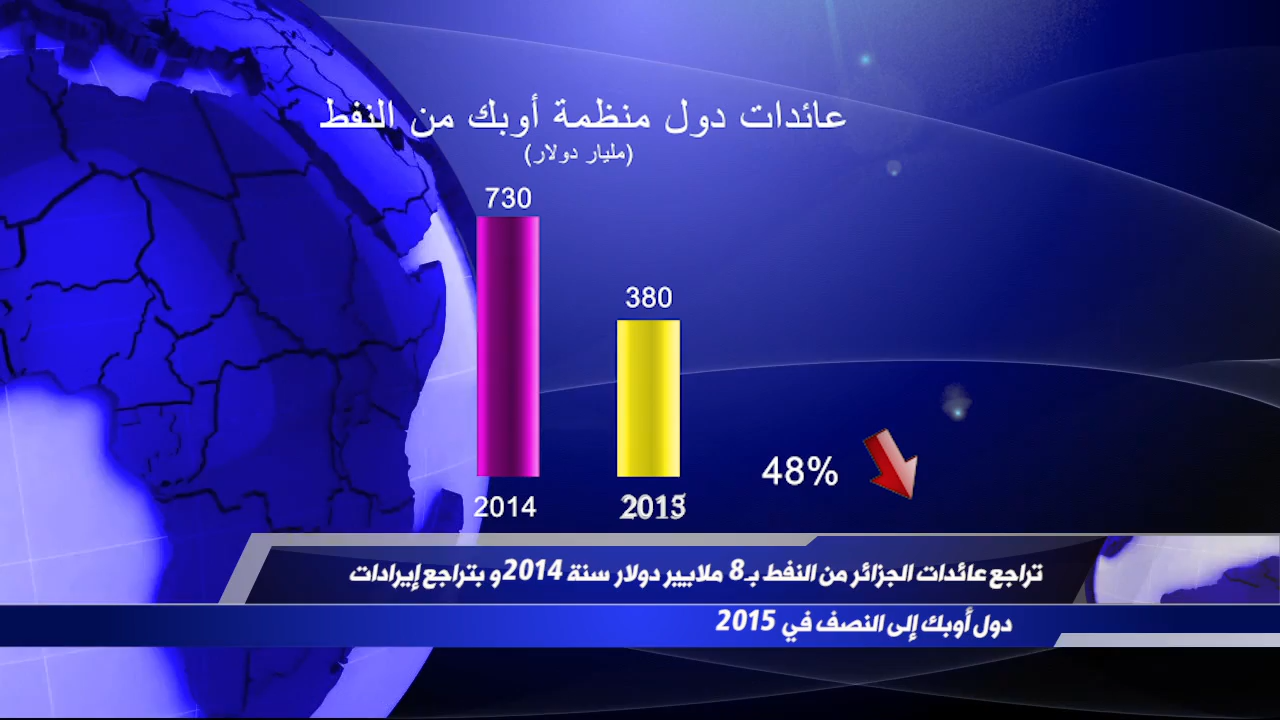 عائدات دول منظمة أوبك من النفط
(مليار دولار)
730
380
48%
2014
2015
تراجع عائدات الجزائر من النفط بـ8 ملايير دولار سنة 2014 و بتراجع إيرادات
دول أوبك إلى النصف في 2015